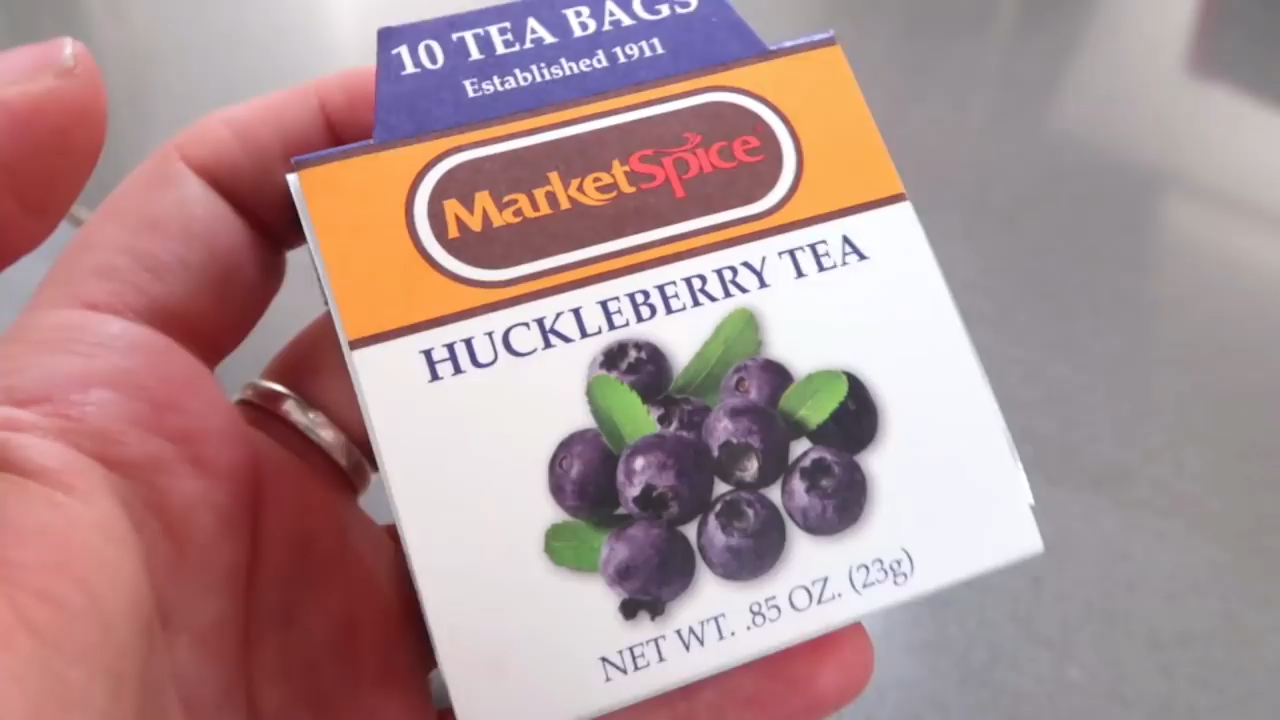 10 TEA BAGS
Established 1911
MarketSpice
HUCKLEBERRY TEA
NET WT. .85 OZ. (23g)